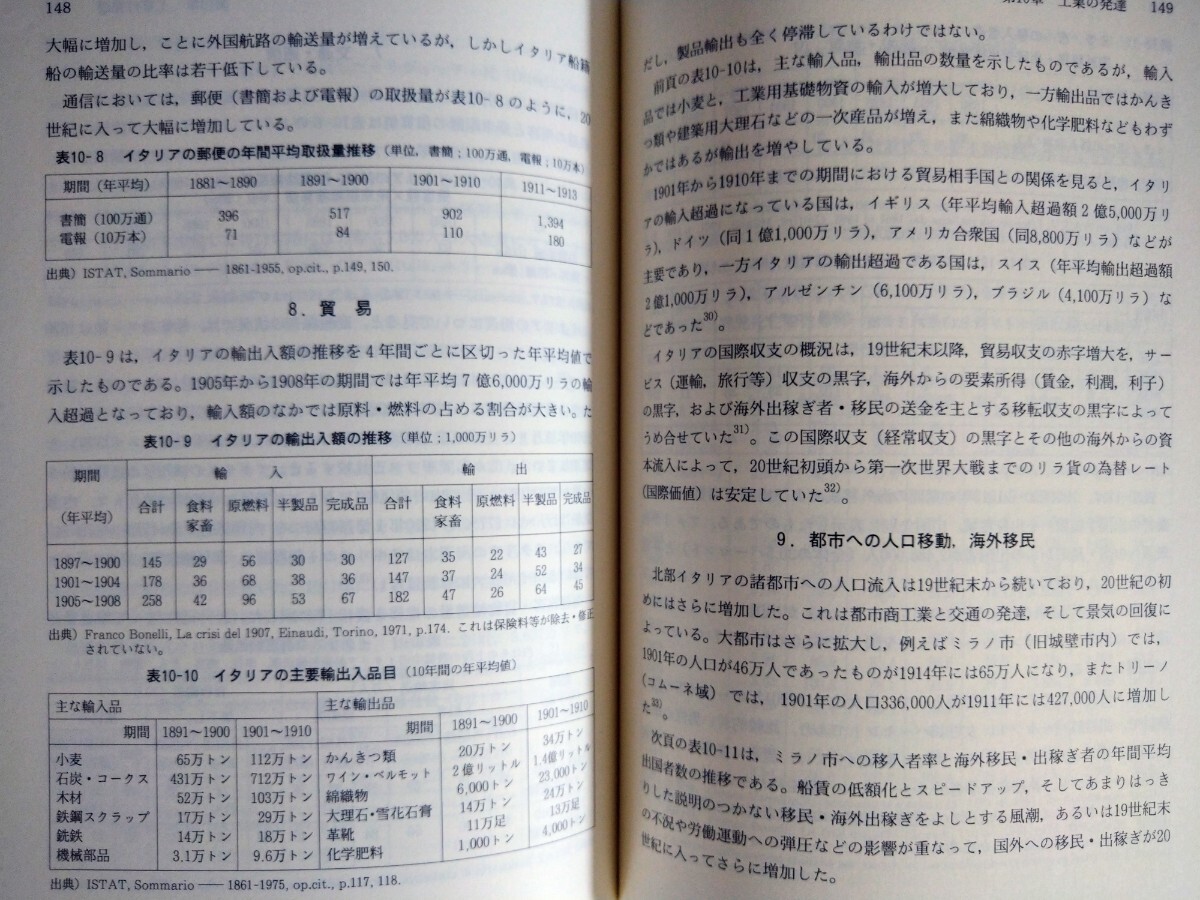 148
大幅に増加し，ことに外国航路の輸送量が増えているが，しかしイタリア船
船の輸送量の比率は若干低下している。
通信においては，郵便（書簡および電報）の取扱量が表10-8のように，20
世紀に入って大幅に増加している。
表10-8 イタリアの郵便の年間平均取扱量推移（単位，書簡；100万通，電報；10万本）
期間（年平均） 1881～1890 1891～1900 1901～1910 1911～1913
書簡（100万通） 396 517 902 1,394
電報（10万本） 71 84 110 180
出典）ISTAT, Sommario ── 1861-1955, op.cit., p.149, 150.
8．貿　易
表10-9は，イタリアの輸出入額の推移を4年間ごとに区切った年平均値で
示したものである。1905年から1908年の期間では年平均7億6,000万リラの輸
入超過となっており，輸入額のなかでは原料・燃料の占める割合が大きい。た
表10-9 イタリアの輸出入額の推移（単位；1,000万リラ）
期間 輸　入 輸　出
（年平均） 合計 食料家畜 原燃料 半製品 完成品 合計 食料家畜 原燃料 半製品 完成品
1897～1900 145 29 56 30 30 127 35 22 43 27
1901～1904 178 36 68 38 36 147 37 24 52 34
1905～1908 258 42 96 53 67 182 47 26 64 45
出典）Franco Bonelli, La crisi del 1907, Einaudi, Torino, 1971, p.174. これは保険料等が除去・修正
されていない。
表10-10 イタリアの主要輸出入品目（10年間の年平均値）
主な輸入品 主な輸出品
期間 1891～1900 1901～1910 期間 1891～1900 1901～1910
小麦 65万トン 112万トン かんきつ類 20万トン 34万トン
石炭・コークス 431万トン 712万トン ワイン・ベルモット 2億リットル 1.4億リットル
木材 52万トン 103万トン 綿織物 6,000トン 23,000トン
鉄鋼スクラップ 17万トン 29万トン 大理石・雪花石膏 14万トン 24万トン
銑鉄 14万トン 18万トン 革靴 11万足 13万足
機械部品 3.1万トン 9.6万トン 化学肥料 1,000トン 4,000トン
出典）ISTAT, Sommario ── 1861-1975, op.cit., p.117, 118.
第10章　工業の発達　149
だし，製品輸出も全く停滞しているわけではない。
前頁の表10-10は，主な輸入品，輸出品の数量を示したものであるが，輸入
品では小麦と，工業用基礎物資の輸入が増大しており，一方輸出品ではかんき
つ類や建築用大理石などの一次産品が増え，また綿織物や化学肥料などもわず
かではあるが輸出を増やしている。
1901年から1910年までの期間における貿易相手国との関係を見ると，イタリ
アの輸入超過になっている国は，イギリス（年平均輸入超過額2億5,000万リ
ラ），ドイツ（同1億1,000万リラ），アメリカ合衆国（同8,800万リラ）などが
主要であり，一方イタリアの輸出超過である国は，スイス（年平均輸出超過額
2億1,000万リラ），アルゼンチン（6,100万リラ），ブラジル（4,100万リラ）な
どであった30)。
イタリアの国際収支の概況は，19世紀末以降，貿易収支の赤字増大を，サー
ビス（運輸，旅行等）収支の黒字，海外からの要素所得（賃金，利潤，利子）
の黒字，および海外出稼ぎ者・移民の送金を主とする移転収支の黒字によって
うめ合せていた31)。この国際収支（経常収支）の黒字とその他の海外からの資
本流入によって，20世紀初頭から第一次世界大戦までのリラ貨の為替レート
（国際価値）は安定していた32)。
9．都市への人口移動，海外移民
北部イタリアの諸都市への人口流入は19世紀末から続いており，20世紀の初
めにはさらに増加した。これは都市商工業と交通の発達，そして景気の回復に
よっている。大都市はさらに拡大し，例えばミラノ市（旧城壁市内）では，
1901年の人口が46万人であったものが1914年には65万人になり，またトリーノ
（コムーネ域）では，1901年の人口336,000人が1911年には427,000人に増加し
た33)。
次頁の表10-11は，ミラノ市への移入者率と海外移民・出稼ぎ者の年間平均
出国者数の推移である。船賃の低額化とスピードアップ，そしてあまりはっき
りした説明のつかない移民・海外出稼ぎをよしとする風潮，あるいは19世紀末
の不況や労働運動への弾圧などの影響が重なって，国外への移民・出稼ぎが20
世紀に入ってさらに増加した。